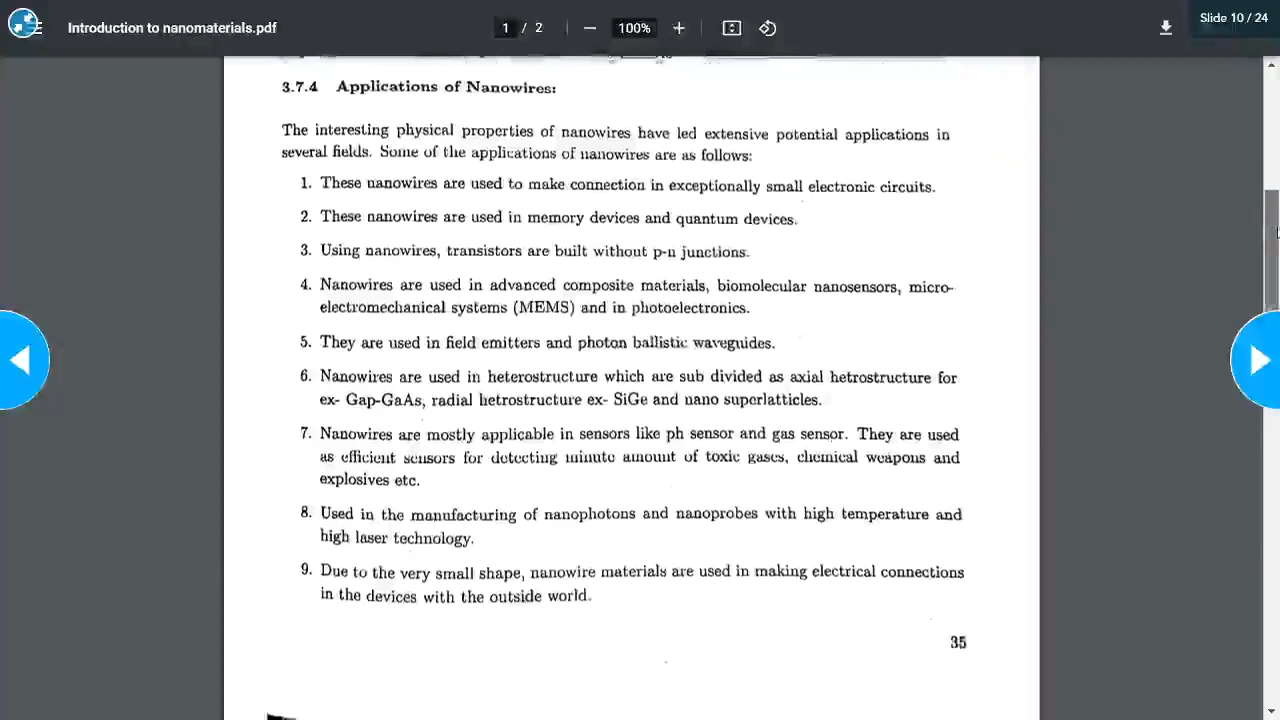 Introduction to nanomaterials.pdf
1 / 2
100%
Slide 10 / 24
3.7.4 Applications of Nanowires:
The interesting physical properties of nanowires have led extensive potential applications in
several fields. Some of the applications of nanowires are as follows:
1. These nanowires are used to make connection in exceptionally small electronic circuits.
2. These nanowires are used in memory devices and quantum devices.
3. Using nanowires, transistors are built without p-n junctions.
4. Nanowires are used in advanced composite materials, biomolecular nanosensors, micro-
electromechanical systems (MEMS) and in photoelectronics.
5. They are used in field emitters and photon ballistic waveguides.
6. Nanowires are used in heterostructure which are sub divided as axial hetrostructure for
ex- Gap-GaAs, radial hetrostructure ex- SiGe and nano superlatticles.
7. Nanowires are mostly applicable in sensors like ph sensor and gas sensor. They are used
as efficient sensors for detecting minute amount of toxic gases, chemical weapons and
explosives etc.
8. Used in the manufacturing of nanophotons and nanoprobes with high temperature and
high laser technology.
9. Due to the very small shape, nanowire materials are used in making electrical connections
in the devices with the outside world.
35